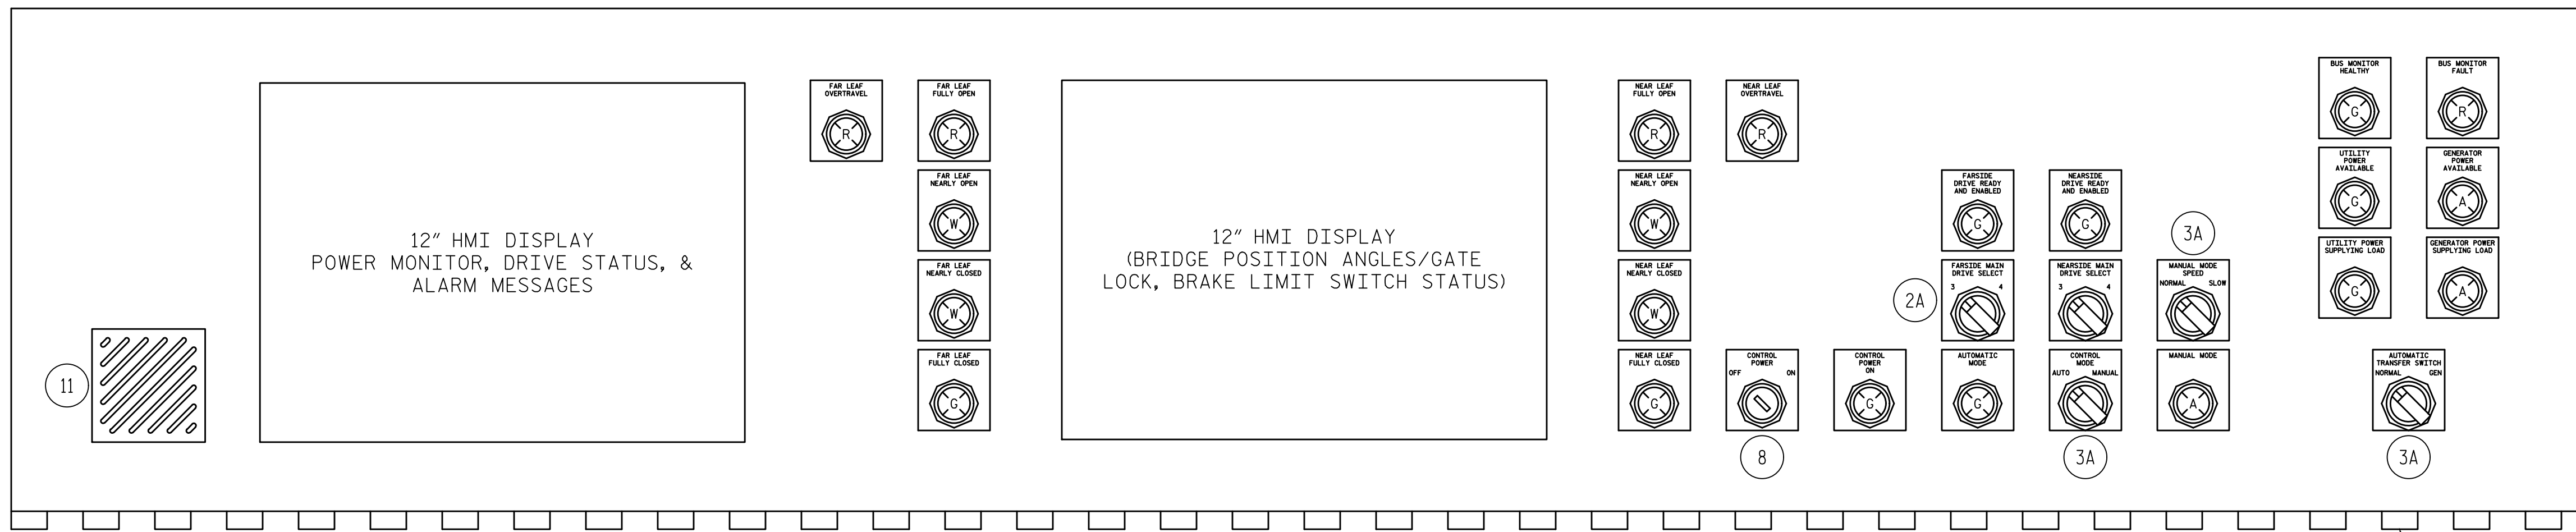 11
12" HMI DISPLAY
POWER MONITOR, DRIVE STATUS, &
ALARM MESSAGES
FAR LEAF
OVERTRAVEL
R
FAR LEAF
FULLY OPEN
R
FAR LEAF
NEARLY OPEN
W
FAR LEAF
NEARLY CLOSED
W
FAR LEAF
FULLY CLOSED
G
12" HMI DISPLAY
(BRIDGE POSITION ANGLES/GATE
LOCK, BRAKE LIMIT SWITCH STATUS)
NEAR LEAF
FULLY OPEN
R
NEAR LEAF
OVERTRAVEL
R
NEAR LEAF
NEARLY OPEN
W
NEAR LEAF
NEARLY CLOSED
W
NEAR LEAF
FULLY CLOSED
G
CONTROL
POWER
OFF ON
8
CONTROL
POWER
ON
G
FARSIDE
DRIVE READY
AND ENABLED
G
NEARSIDE
DRIVE READY
AND ENABLED
G
2A
FARSIDE MAIN
DRIVE SELECT
3 4
NEARSIDE MAIN
DRIVE SELECT
3 4
3A
MANUAL MODE
SPEED
NORMAL SLOW
AUTOMATIC
MODE
G
CONTROL
MODE
AUTO MANUAL
3A
MANUAL MODE
A
BUS MONITOR
HEALTHY
G
BUS MONITOR
FAULT
R
UTILITY
POWER
AVAILABLE
G
GENERATOR
POWER
AVAILABLE
A
UTILITY POWER
SUPPLYING LOAD
G
GENERATOR POWER
SUPPLYING LOAD
A
AUTOMATIC
TRANSFER SWITCH
NORMAL GEN
3A